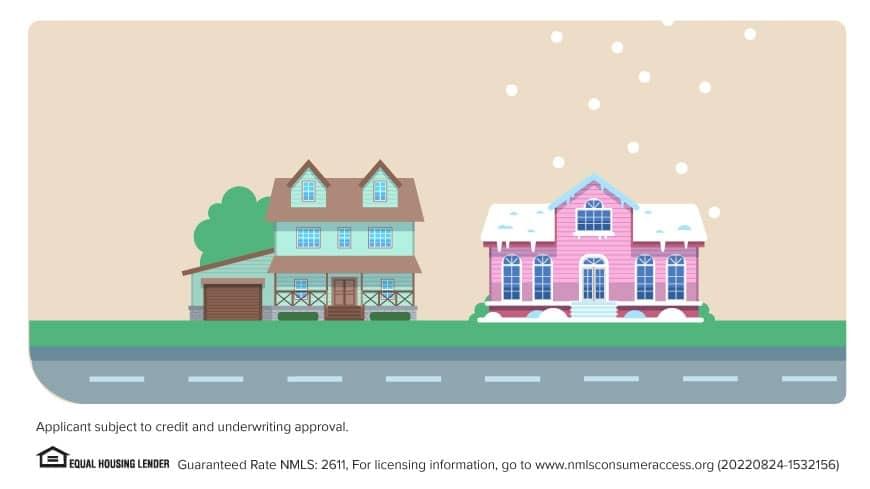 Applicant subject to credit and underwriting approval.
EQUAL HOUSING LENDER Guaranteed Rate NMLS: 2611, For licensing information, go to www.nmlsconsumeraccess.org (20220824-1532156)